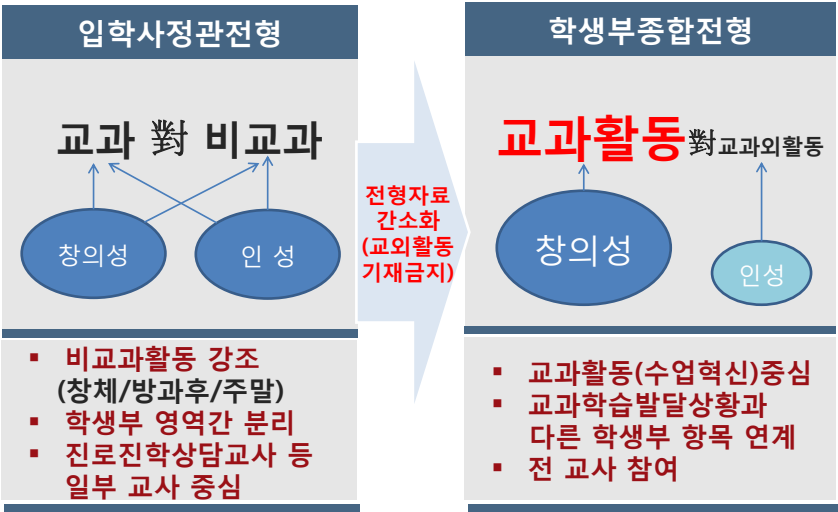 입학사정관전형
교과 對 비교과
창의성
인 성
▪ 비교과활동 강조
(창체/방과후/주말)
▪ 학생부 영역간 분리
▪ 진로진학상담교사 등
일부 교사 중심
전형자료
간소화
(교외활동
기재금지)
학생부종합전형
교과활동對교과외활동
창의성
인성
▪ 교과활동(수업혁신)중심
▪ 교과학습발달상황과
다른 학생부 항목 연계
▪ 전 교사 참여